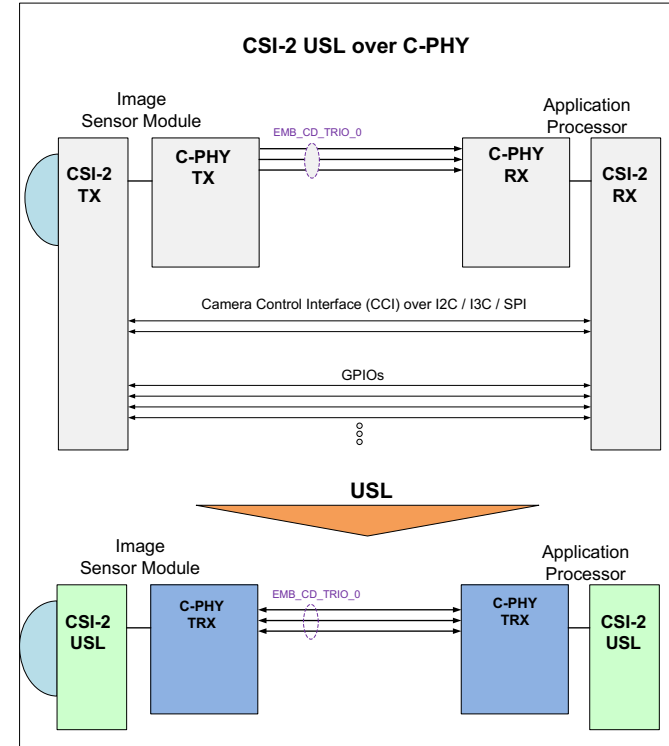 CSI-2 USL over C-PHY
Image
Sensor Module
EMB_CD_TRIO_0
Application
Processor
CSI-2
TX
C-PHY
TX
C-PHY
RX
CSI-2
RX
Camera Control Interface (CCI) over I2C / I3C / SPI
GPIOs
USL
Image
Sensor Module
EMB_CD_TRIO_0
Application
Processor
CSI-2
USL
C-PHY
TRX
C-PHY
TRX
CSI-2
USL